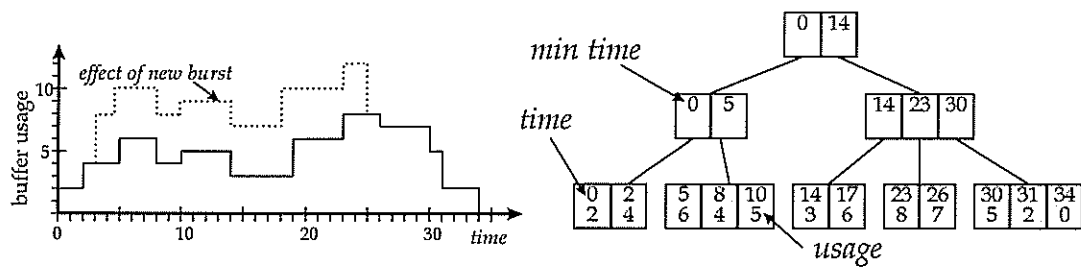 buffer usage
10
5
effect of new burst
0
10
20
30
time
min time
time
usage
0 14
0 5
14 23 30
0 2
2 4
5 8 10
6 4 5
14 17
3 6
23 26
8 7
30 31 34
5 2 0